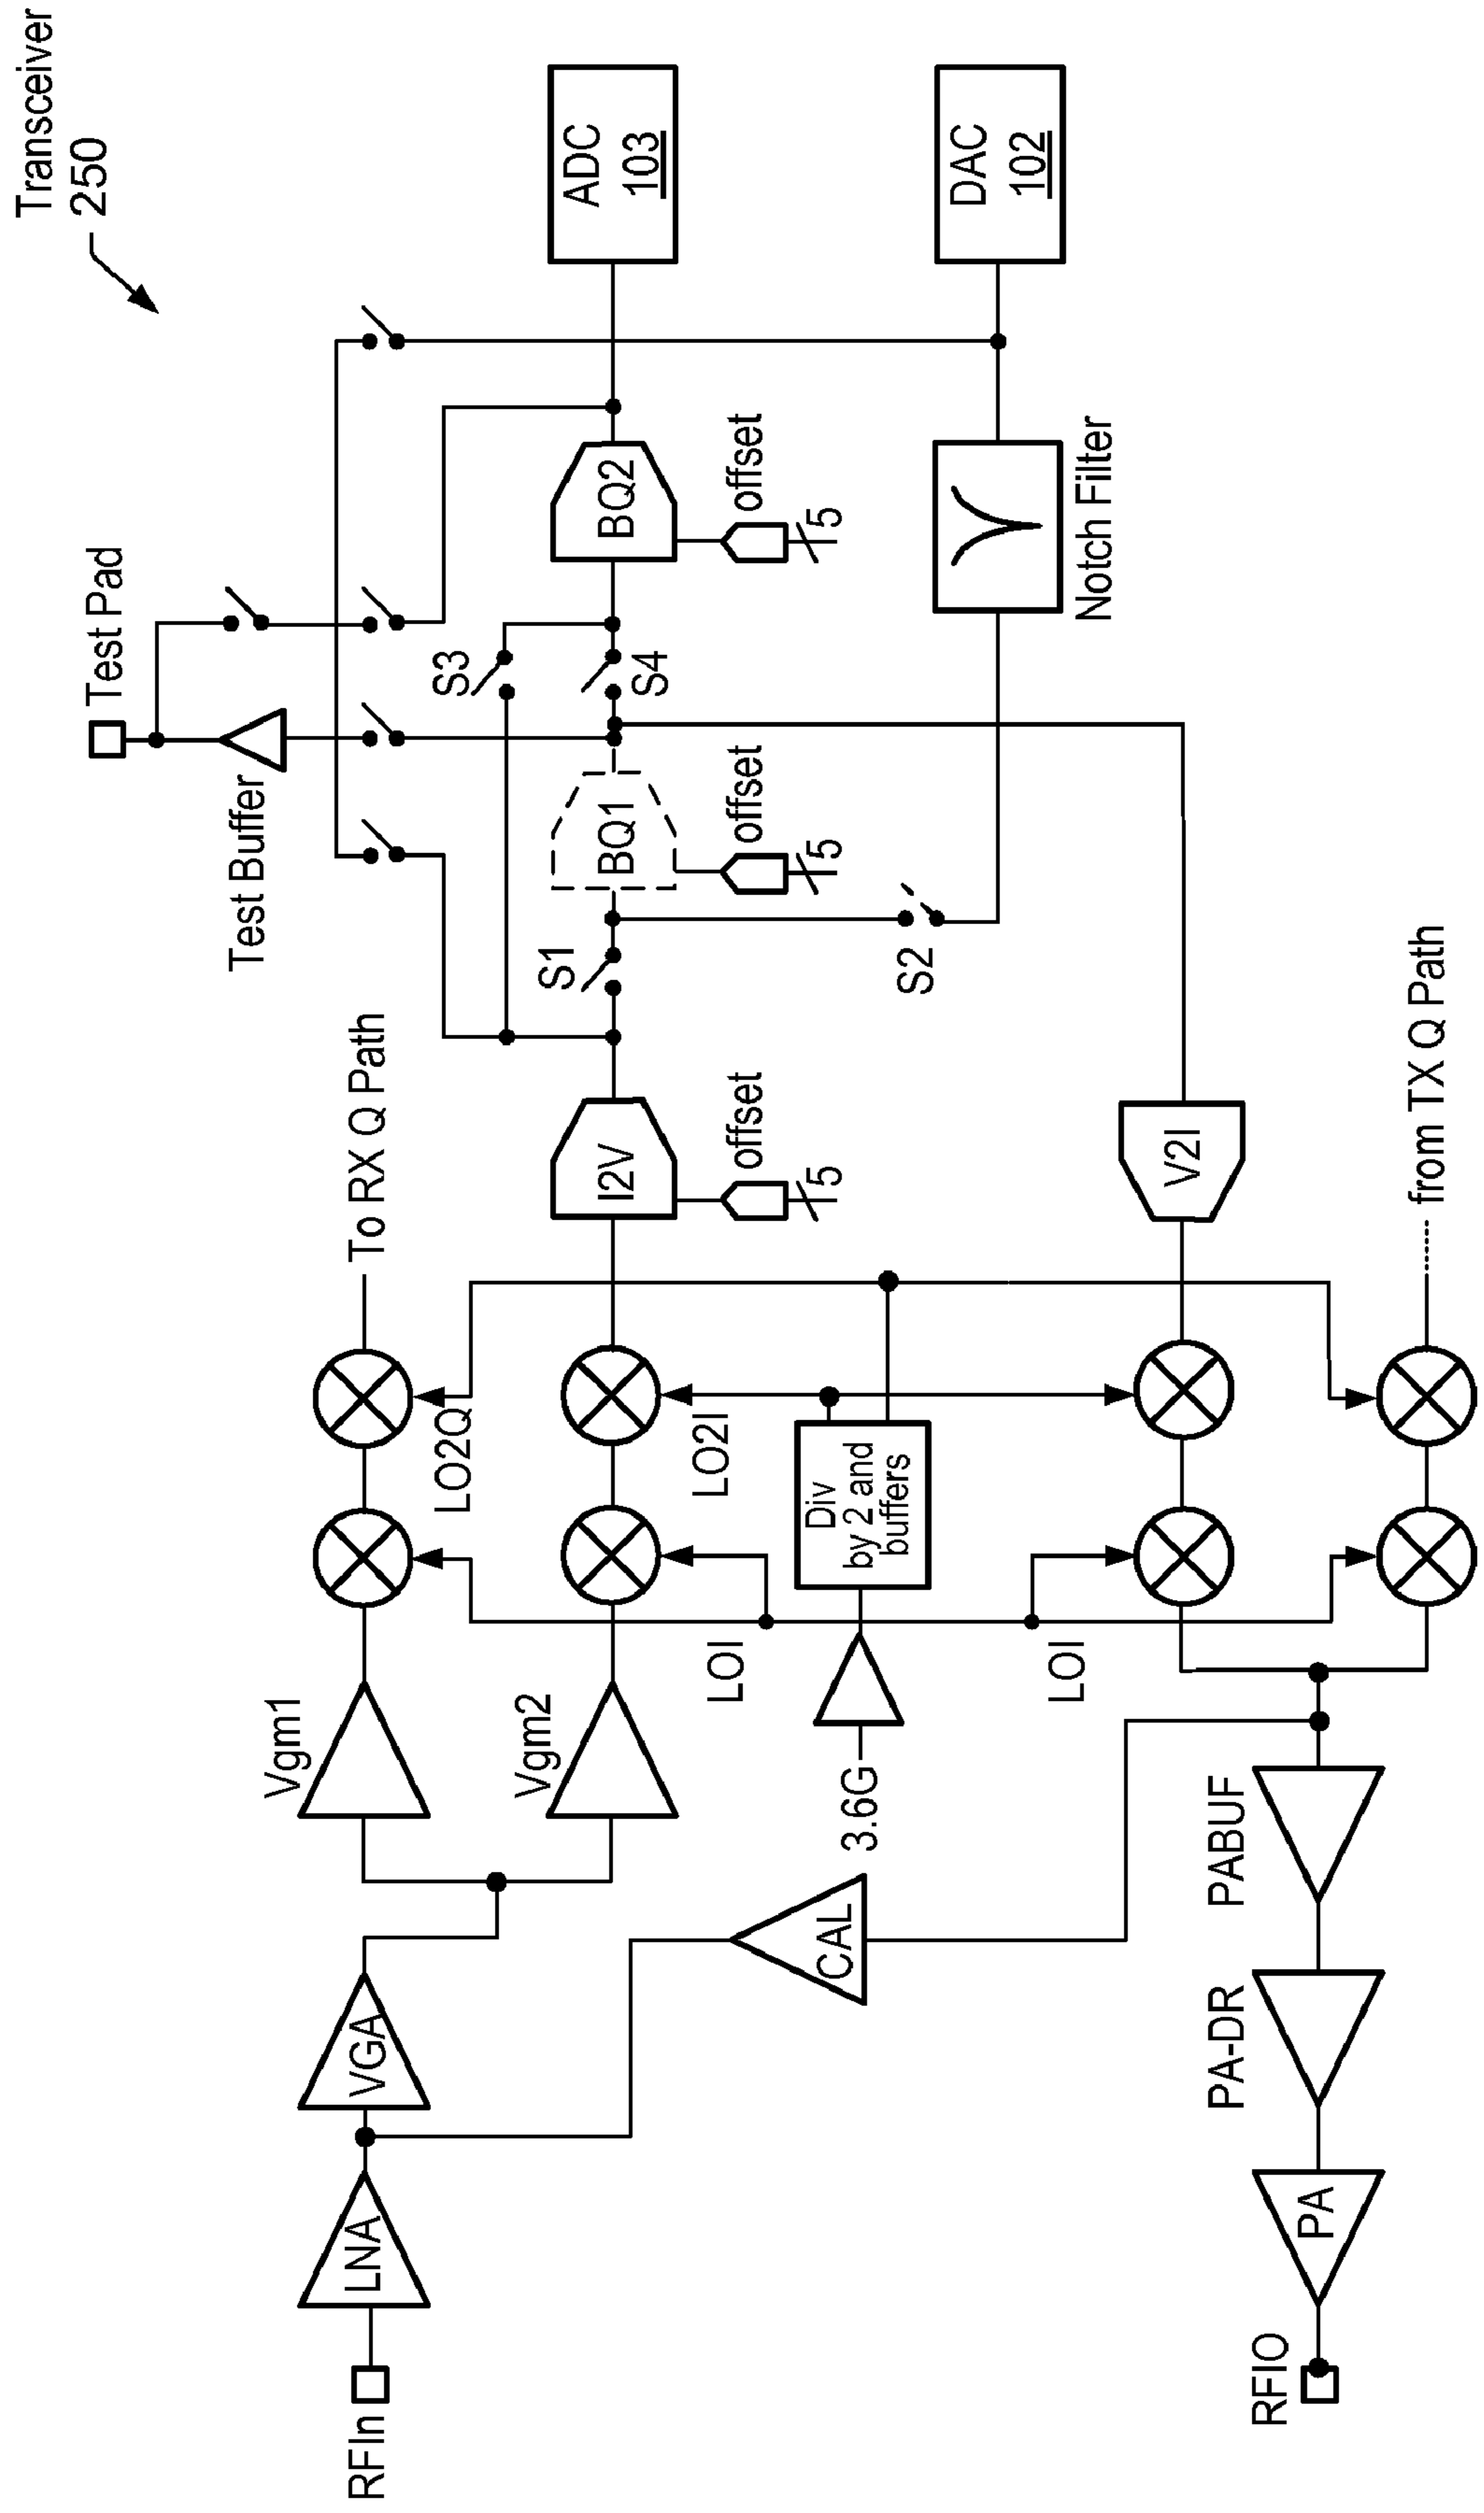 Transceiver
250
ADC
103
DAC
102
Test Pad
Test Buffer
BQ2
offset
5
Notch Filter
S3
S4
BQ1
offset
5
S1
S2
To RX Q Path
I2V
offset
5
V2I
from TX Q Path
LO2Q
LO2I
Div
by 2 and
buffers
LOI
LOI
Vgm1
Vgm2
3.6G
PABUF
CAL
VGA
PA-DR
LNA
PA
RFIn
RFIO